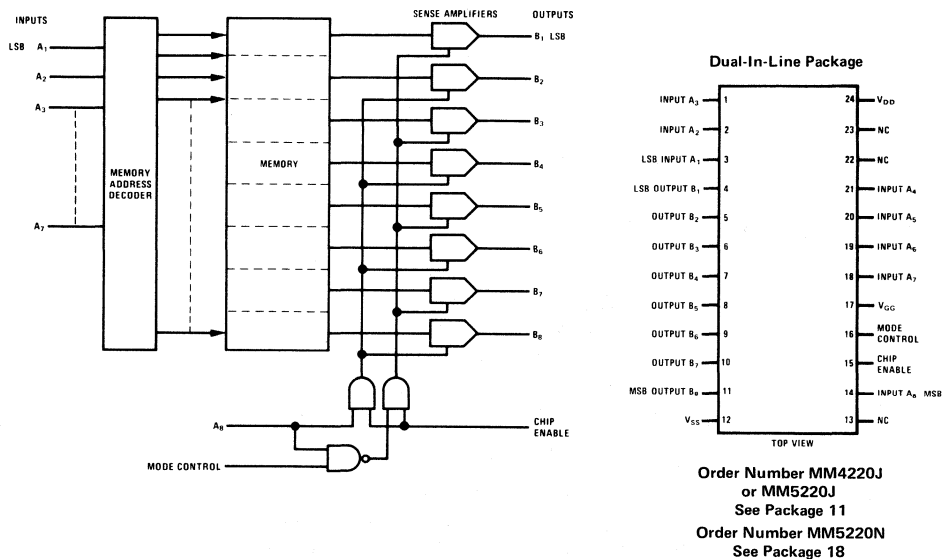 INPUTS
SENSE AMPLIFIERS
OUTPUTS
LSB A₁
A₂
A₃
A₇
MEMORY
ADDRESS
DECODER
MEMORY
B₁ LSB
B₂
B₃
B₄
B₅
B₆
B₇
B₈
A₈
CHIP
ENABLE
MODE CONTROL
Dual-In-Line Package
INPUT A₃ 1
INPUT A₂ 2
LSB INPUT A₁ 3
LSB OUTPUT B₁ 4
OUTPUT B₂ 5
OUTPUT B₃ 6
OUTPUT B₄ 7
OUTPUT B₅ 8
OUTPUT B₆ 9
OUTPUT B₇ 10
MSB OUTPUT B₈ 11
VSS 12
24 VDD
23 NC
22 NC
21 INPUT A₄
20 INPUT A₅
19 INPUT A₆
18 INPUT A₇
17 VGG
16 MODE
CONTROL
15 CHIP
ENABLE
14 INPUT A₈ MSB
13 NC
TOP VIEW
Order Number MM4220J
or MM5220J
See Package 11
Order Number MM5220N
See Package 18